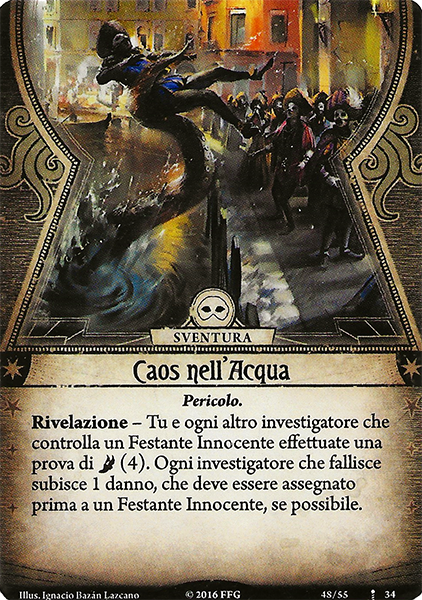 SVENTURA
Caos nell'Acqua
Pericolo.
Rivelazione – Tu e ogni altro investigatore che
controlla un Festante Innocente effettuate una
prova di (4). Ogni investigatore che fallisce
subisce 1 danno, che deve essere assegnato
prima a un Festante Innocente, se possibile.
Illus. Ignacio Bazán Lazcano © 2016 FFG 48/55 34